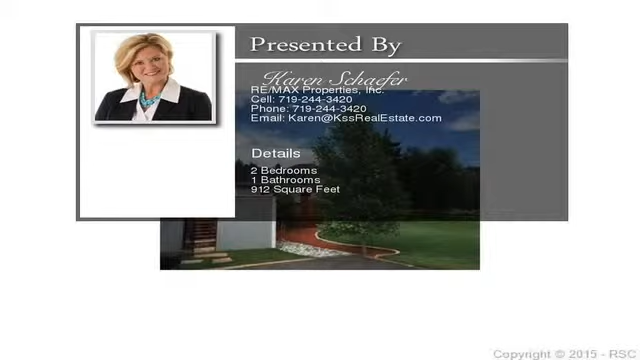 Presented By
Karen Schaefer
RE/MAX Properties, Inc.
Cell: 719-244-3420
Phone: 719-244-3420
Email: Karen@KssRealEstate.com
Details
2 Bedrooms
1 Bathrooms
912 Square Feet
Copyright © 2015 - RSC